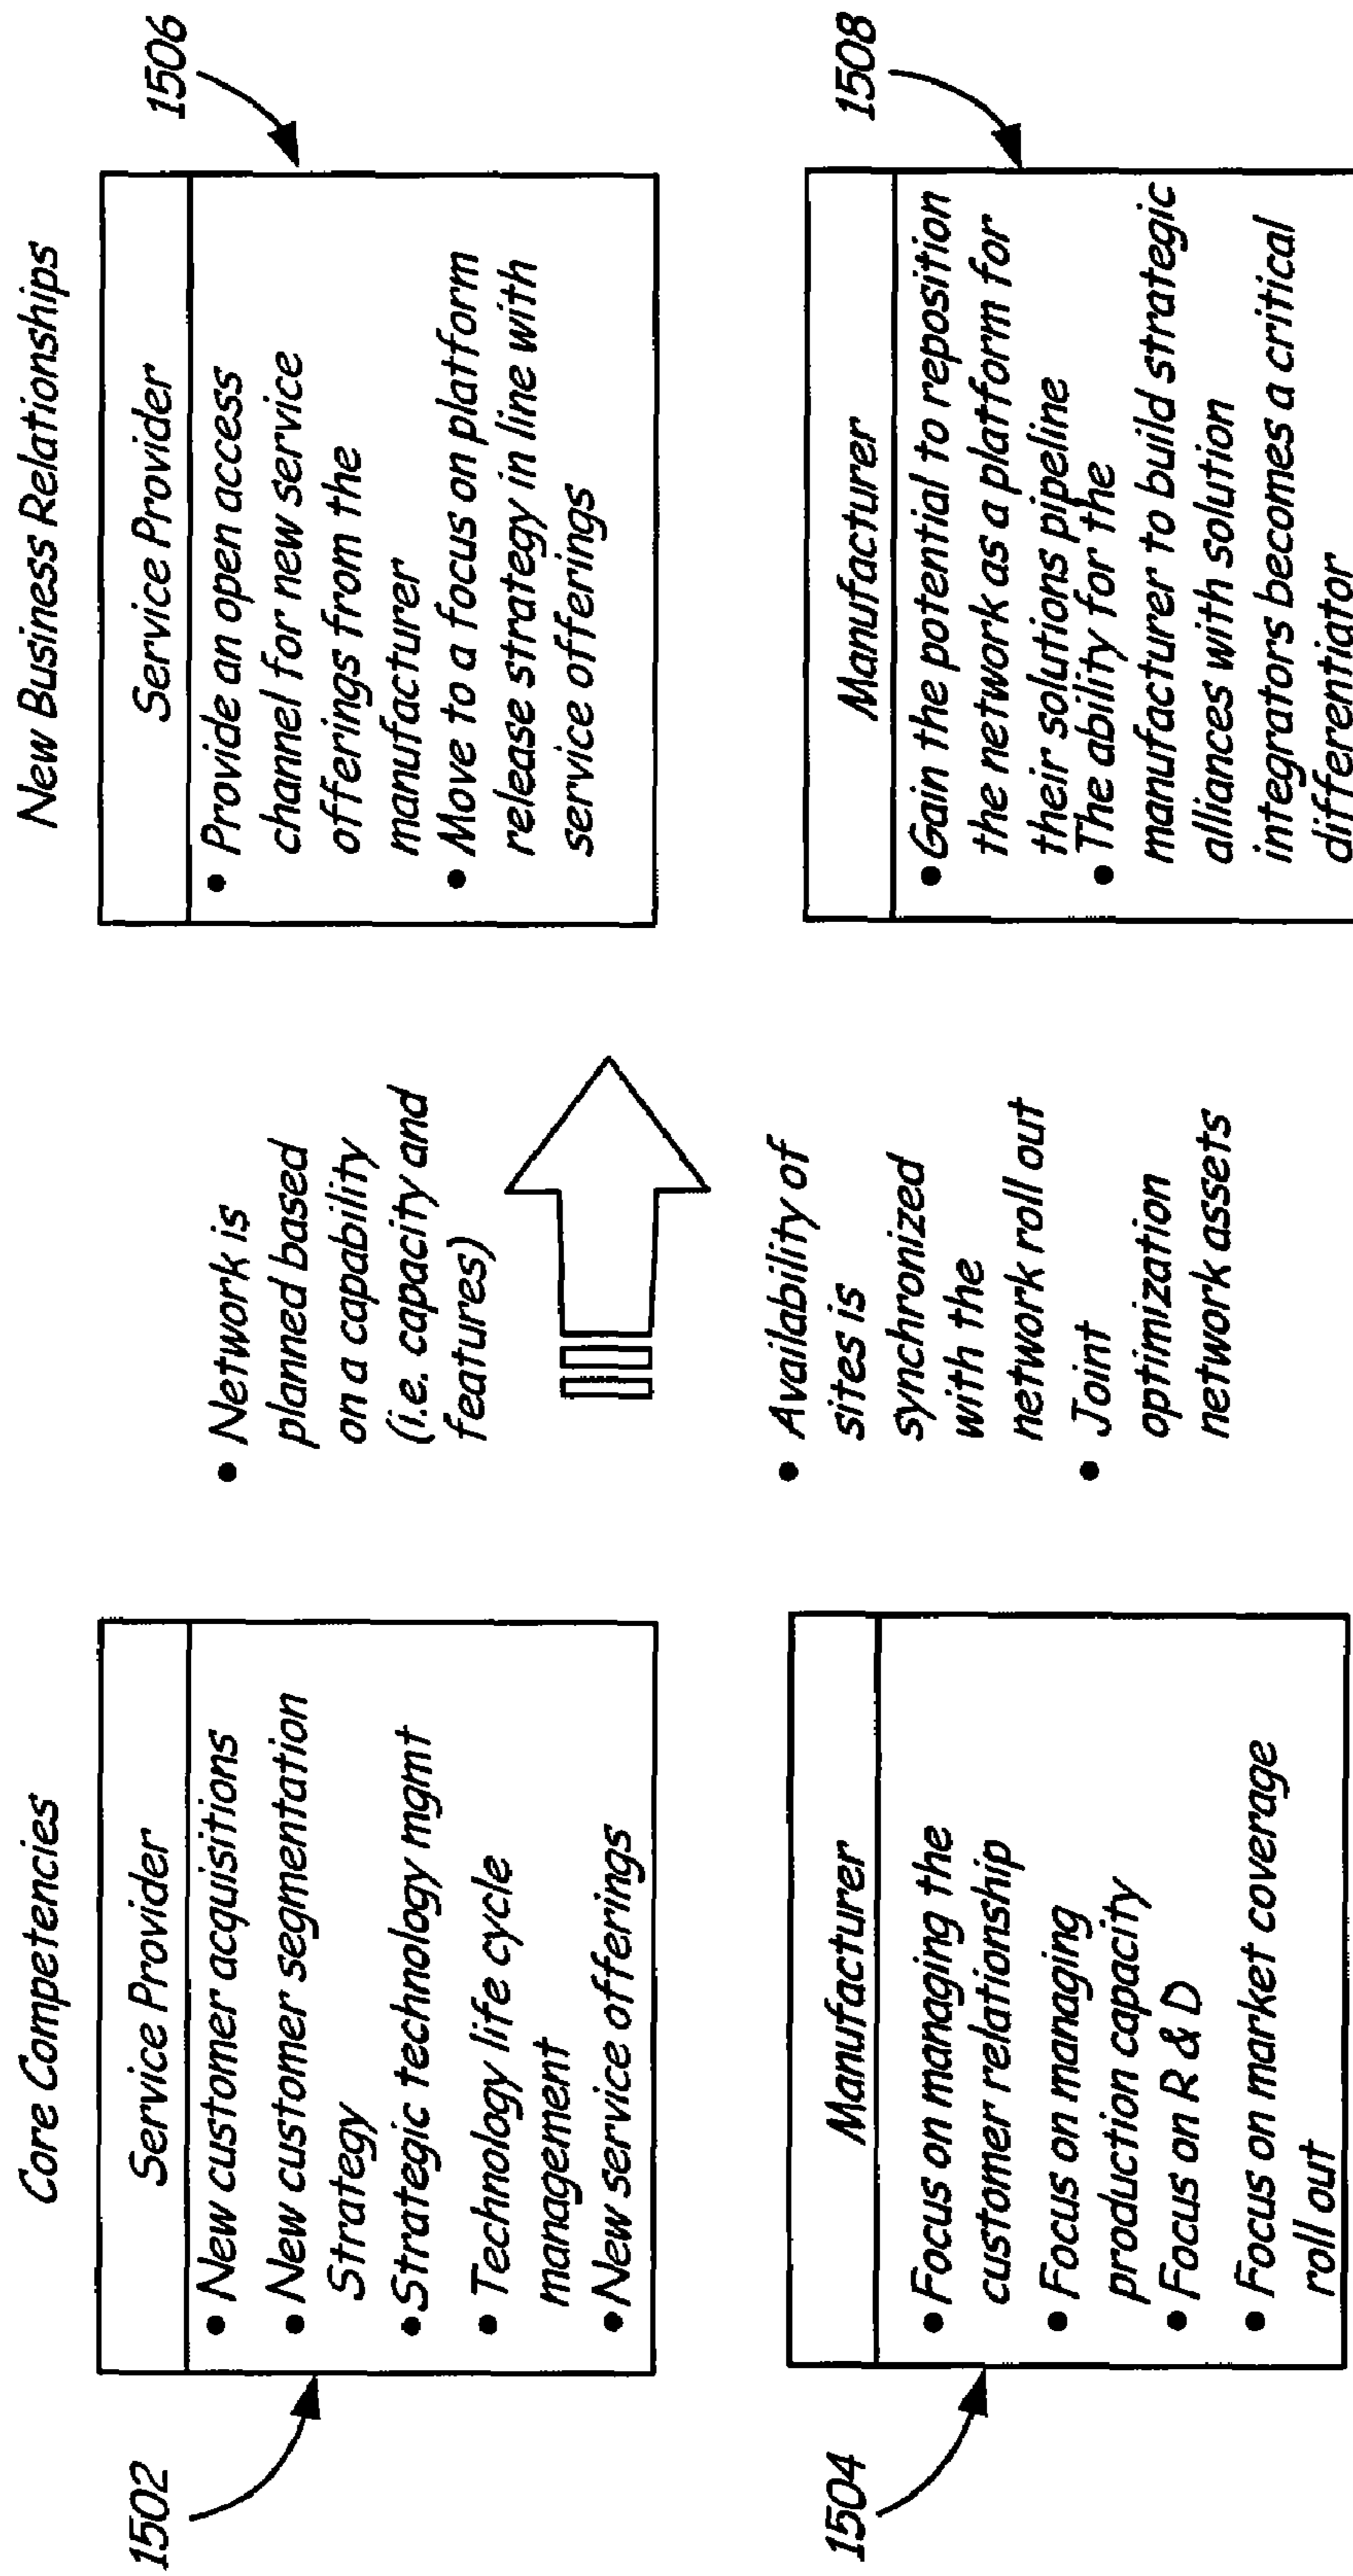 Core Competencies
1502
Service Provider
• New customer acquisitions
• New customer segmentation
Strategy
• Strategic technology mgmt
• Technology life cycle
management
• New service offerings
1504
Manufacturer
• Focus on managing the
customer relationship
• Focus on managing
production capacity
• Focus on R & D
• Focus on market coverage
roll out
• Network is
planned based
on a capability
(i.e. capacity and
features)
• Availability of
sites is
synchronized
with the
network roll out
• Joint
optimization
network assets
New Business Relationships
1506
Service Provider
• Provide an open access
channel for new service
offerings from the
manufacturer
• Move to a focus on platform
release strategy in line with
service offerings
1508
Manufacturer
• Gain the potential to reposition
the network as a platform for
their solutions pipeline
• The ability for the
manufacturer to build strategic
alliances with solution
integrators becomes a critical
differentiator